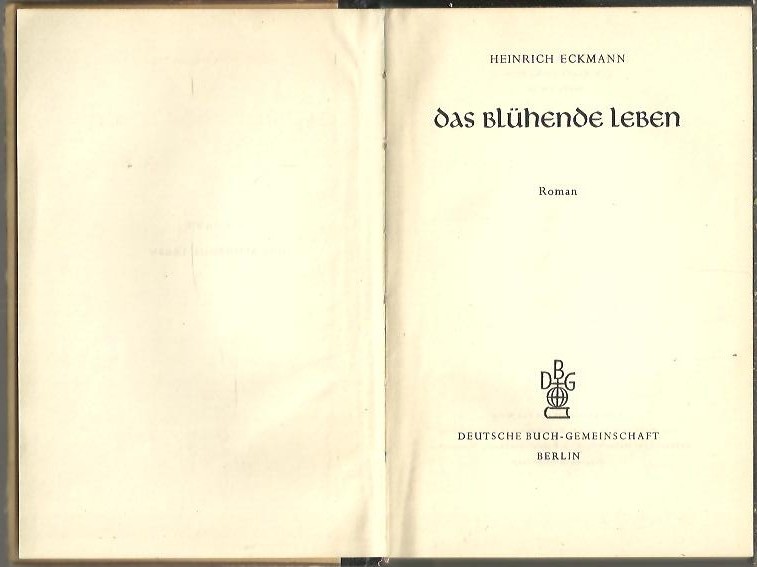 HEINRICH ECKMANN
das blühende leben
Roman
DBG
DEUTSCHE BUCH-GEMEINSCHAFT
BERLIN